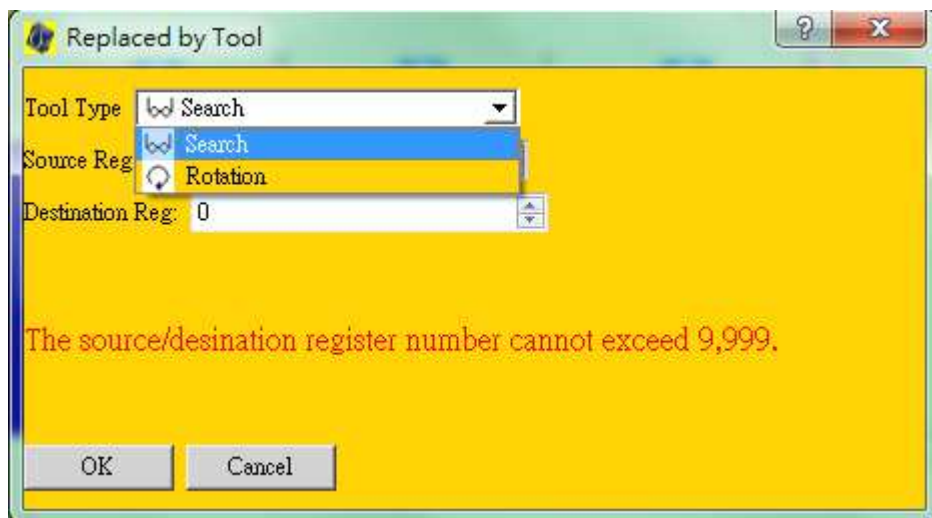 Replaced by Tool
Tool Type Search
Search
Source Reg
Rotation
Destination Reg: 0
The source/desination register number cannot exceed 9,999.
OK Cancel